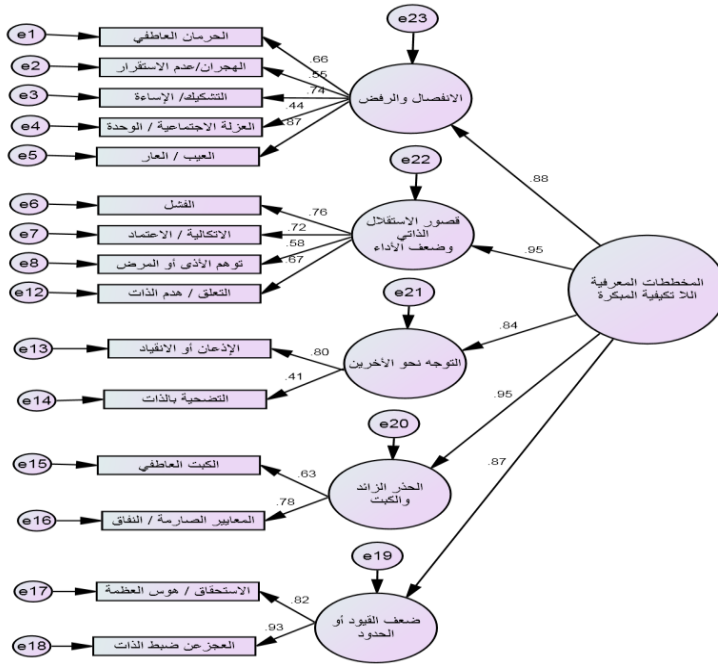 e23
e1
الحرمان العاطفي
.66
e2
الهجران/عدم الاستقرار
.55
e3
التشكيك/ الإساءة
.74
الانفصال والرفض
e4
العزلة الاجتماعية / الوحدة
.44
e5
العيب / العار
.87
.88
e22
e6
الفشل
.76
e7
الاتكالية / الاعتماد
.72
قصور الاستقلال
الذاتي
وضعف الأداء
e8
توهم الأذى أو المرض
.58
e12
التعلق / هدم الذات
.67
.95
المخططات المعرفية
اللا تكيفية المبكرة
e21
e13
الإذعان أو الانقياد
.80
التوجه نحو الأخرين
.84
e14
التضحية بالذات
.41
e20
.95
e15
الكبت العاطفي
.63
الحذر الزائد
والكبت
.87
e16
المعايير الصارمة / النفاق
.78
e19
e17
الاستحقاق / هوس العظمة
.82
ضعف القيود أو
الحدود
e18
العجزعن ضبط الذات
.93